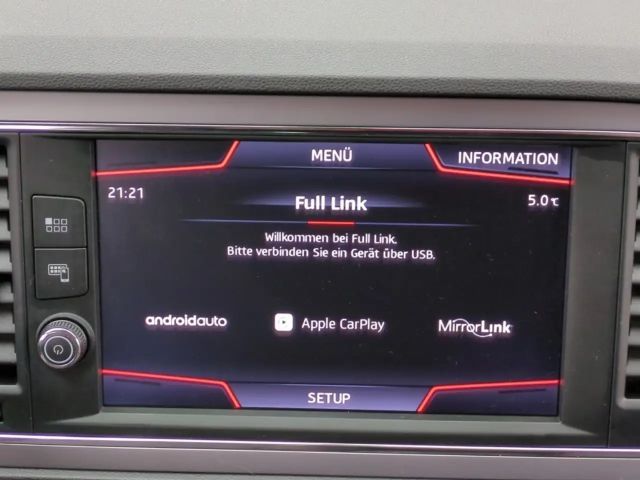 MENÜ
INFORMATION
21:21
Full Link
5.0 °C
Willkommen bei Full Link.
Bitte verbinden Sie ein Gerät über USB.
androidauto
Apple CarPlay
MirrorLink
SETUP